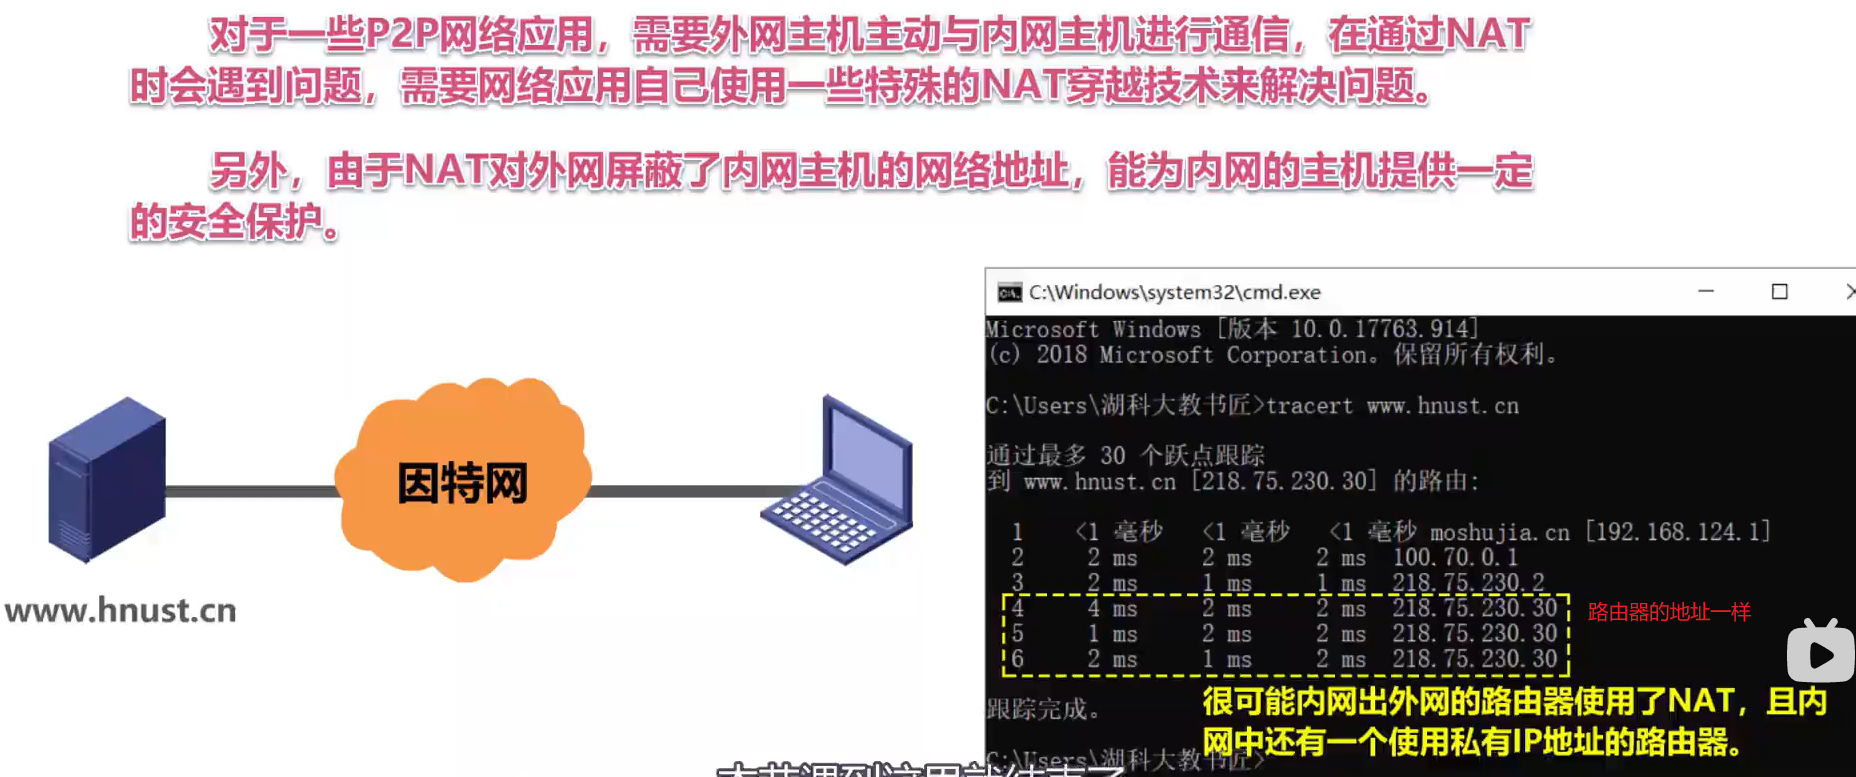 对于一些P2P网络应用，需要外网主机主动与内网主机进行通信，在通过NAT
时会遇到问题，需要网络应用自己使用一些特殊的NAT穿越技术来解决问题。
另外，由于NAT对外网屏蔽了内网主机的网络地址，能为内网的主机提供一定
的安全保护。
C:\Windows\system32\cmd.exe
Microsoft Windows [版本 10.0.17763.914]
(c) 2018 Microsoft Corporation。保留所有权利。
C:\Users\湖科大教书匠>tracert www.hnust.cn
通过最多 30 个跃点跟踪
到 www.hnust.cn [218.75.230.30] 的路由:
1 <1 毫秒 <1 毫秒 <1 毫秒 moshujia.cn [192.168.124.1]
2 2 ms 2 ms 2 ms 100.70.0.1
3 2 ms 1 ms 1 ms 218.75.230.2
4 4 ms 2 ms 2 ms 218.75.230.30
5 1 ms 2 ms 2 ms 218.75.230.30
6 2 ms 1 ms 2 ms 218.75.230.30
路由器的地址一样
跟踪完成。
很可能内网出外网的路由器使用了NAT，且内
网中还有一个使用私有IP地址的路由器。
C:\Users\湖科大教书匠>
因特网
www.hnust.cn
本节课到这里就结束了